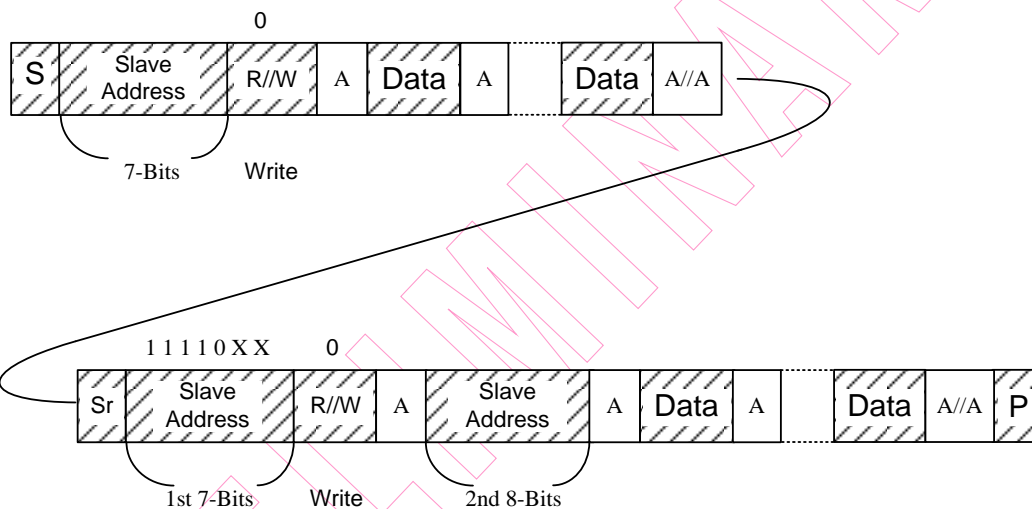 0
S Slave Address R//W A Data A Data A//A
7-Bits Write
1 1 1 1 0 X X 0
Sr Slave Address R//W A Slave Address A Data A Data A//A P
1st 7-Bits Write 2nd 8-Bits